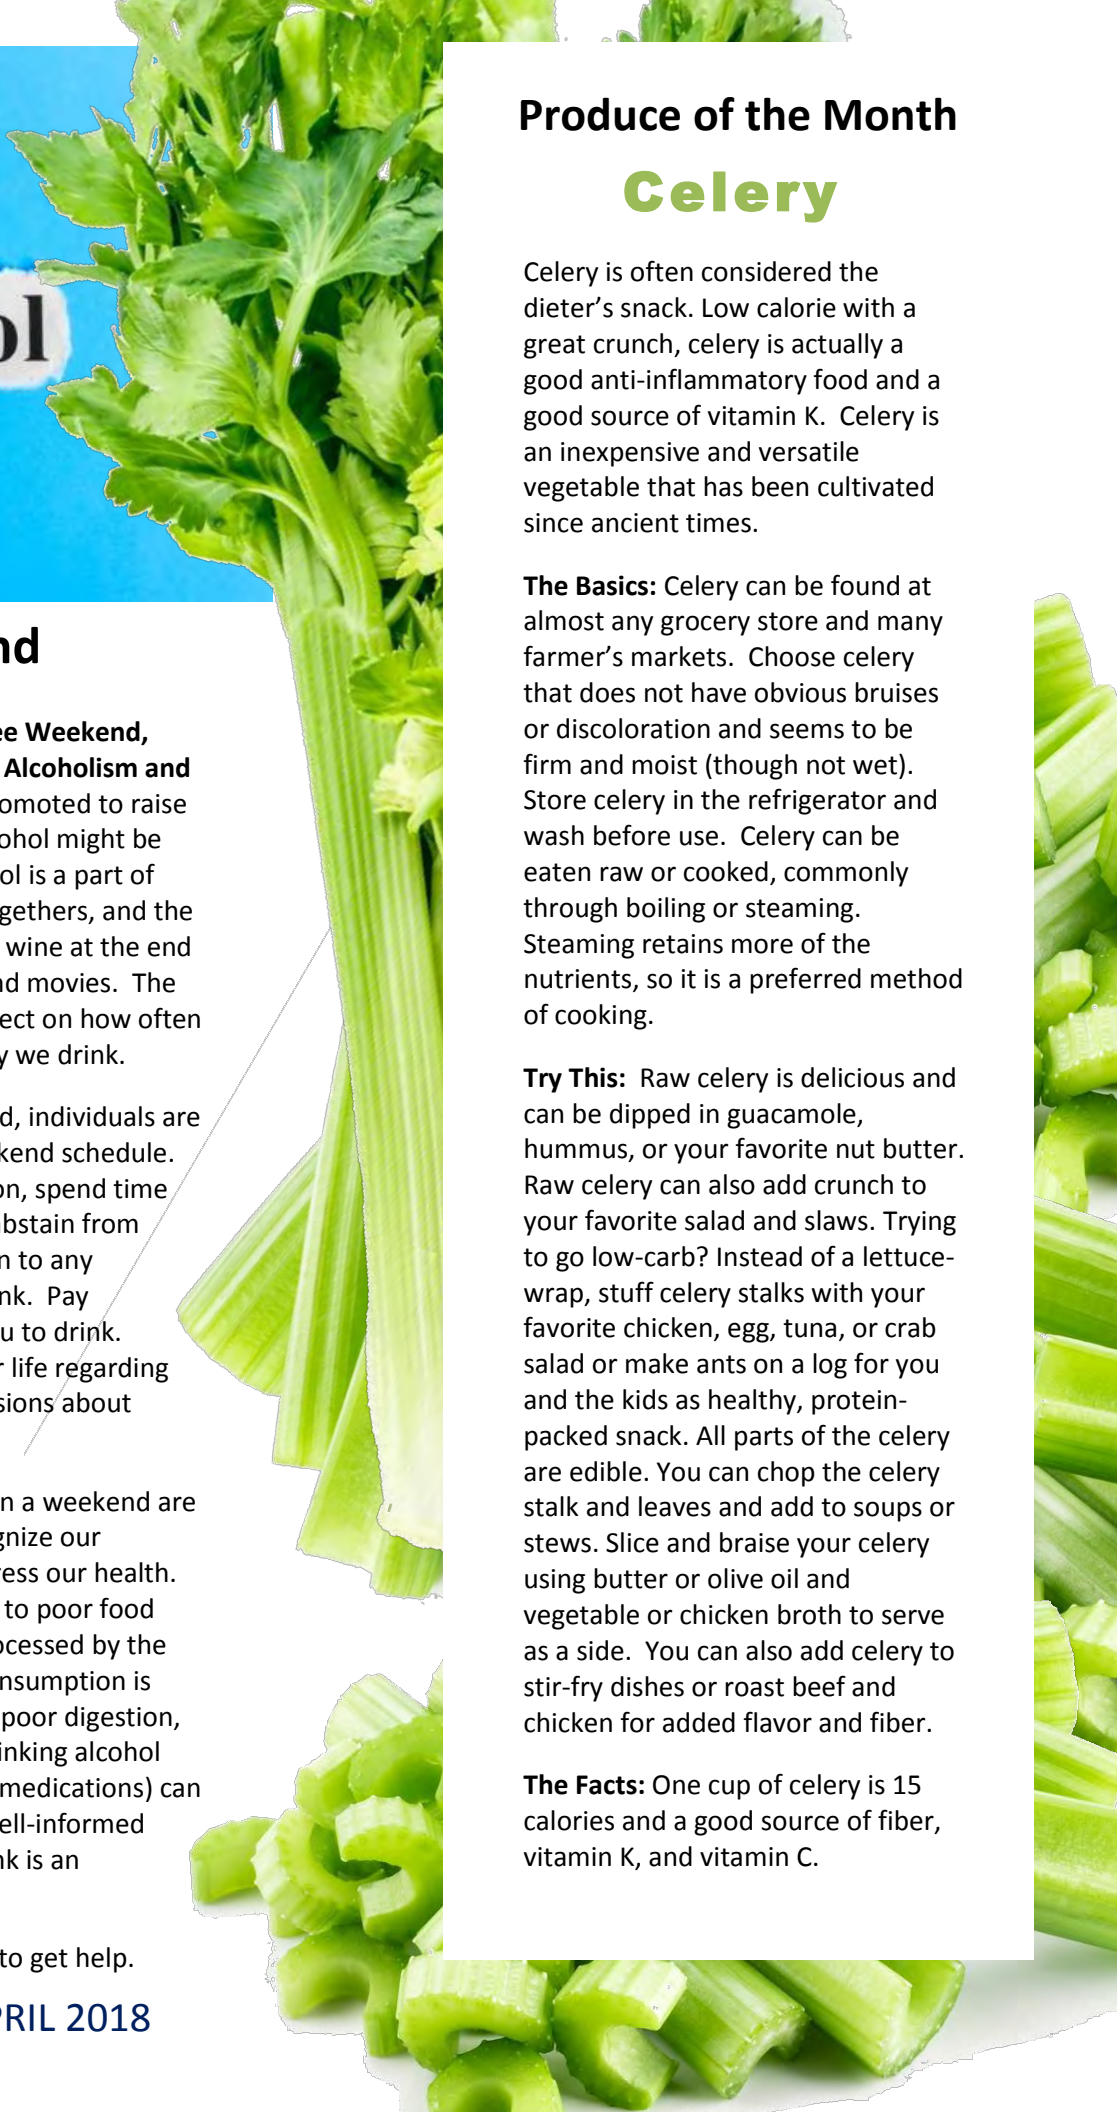 ol
nd
ee Weekend,
Alcoholism and
omoted to raise
ohol might be
ol is a part of
gethers, and the
wine at the end
nd movies.  The
ect on how often
y we drink.
d, individuals are
kend schedule.
on, spend time
abstain from
n to any
nk.  Pay
u to drink.
r life regarding
sions about
n a weekend are
gnize our
ress our health.
to poor food
ocessed by the
nsumption is
poor digestion,
inking alcohol
medications) can
ell-informed
nk is an
to get help.
PRIL 2018
Produce of the Month
Celery
Celery is often considered the
dieter’s snack. Low calorie with a
great crunch, celery is actually a
good anti-inflammatory food and a
good source of vitamin K.  Celery is
an inexpensive and versatile
vegetable that has been cultivated
since ancient times.
The Basics: Celery can be found at
almost any grocery store and many
farmer’s markets.  Choose celery
that does not have obvious bruises
or discoloration and seems to be
firm and moist (though not wet).
Store celery in the refrigerator and
wash before use.  Celery can be
eaten raw or cooked, commonly
through boiling or steaming.
Steaming retains more of the
nutrients, so it is a preferred method
of cooking.
Try This:  Raw celery is delicious and
can be dipped in guacamole,
hummus, or your favorite nut butter.
Raw celery can also add crunch to
your favorite salad and slaws. Trying
to go low-carb? Instead of a lettuce-
wrap, stuff celery stalks with your
favorite chicken, egg, tuna, or crab
salad or make ants on a log for you
and the kids as healthy, protein-
packed snack. All parts of the celery
are edible. You can chop the celery
stalk and leaves and add to soups or
stews. Slice and braise your celery
using butter or olive oil and
vegetable or chicken broth to serve
as a side.  You can also add celery to
stir-fry dishes or roast beef and
chicken for added flavor and fiber.
The Facts: One cup of celery is 15
calories and a good source of fiber,
vitamin K, and vitamin C.